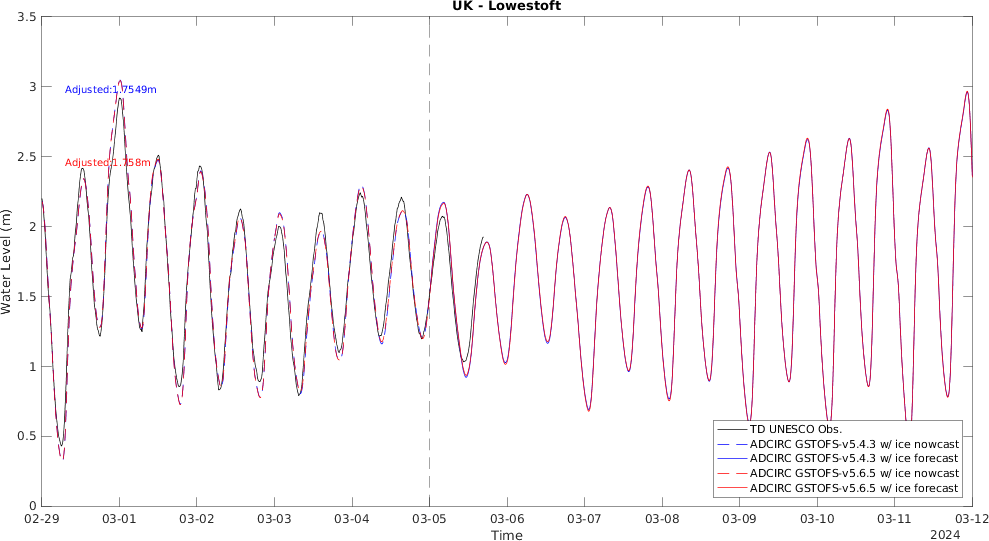 UK - Lowestoft
3.5
3
2.5
2
1.5
1
0.5
0
Water Level (m)
Adjusted:1.7549m
Adjusted:1.758m
TD UNESCO Obs.
ADCIRC GSTOFS-v5.4.3 w/ ice nowcast
ADCIRC GSTOFS-v5.4.3 w/ ice forecast
ADCIRC GSTOFS-v5.6.5 w/ ice nowcast
ADCIRC GSTOFS-v5.6.5 w/ ice forecast
02-29 03-01 03-02 03-03 03-04 03-05 03-06 03-07 03-08 03-09 03-10 03-11 03-12
Time
2024